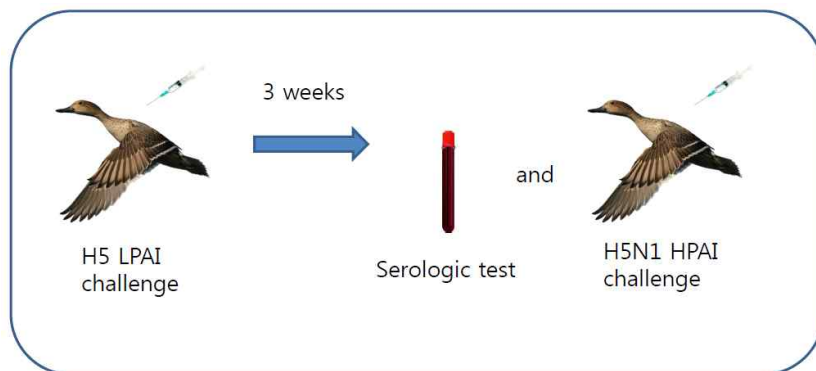 3 weeks
and
H5 LPAI
challenge
Serologic test
H5N1 HPAI
challenge